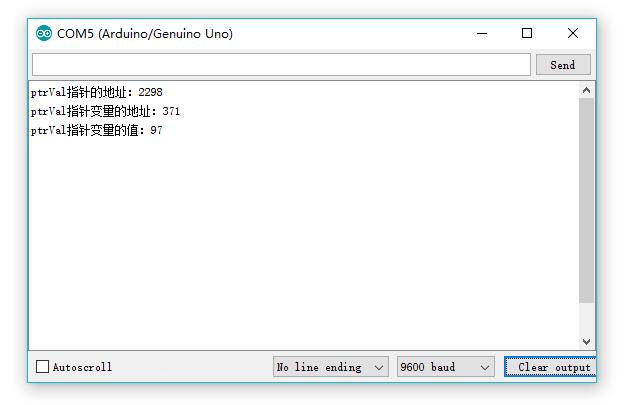 COM5 (Arduino/Genuino Uno)
Send
ptrVal指针的地址：2298
ptrVal指针变量的地址：371
ptrVal指针变量的值：97
Autoscroll
No line ending
9600 baud
Clear output